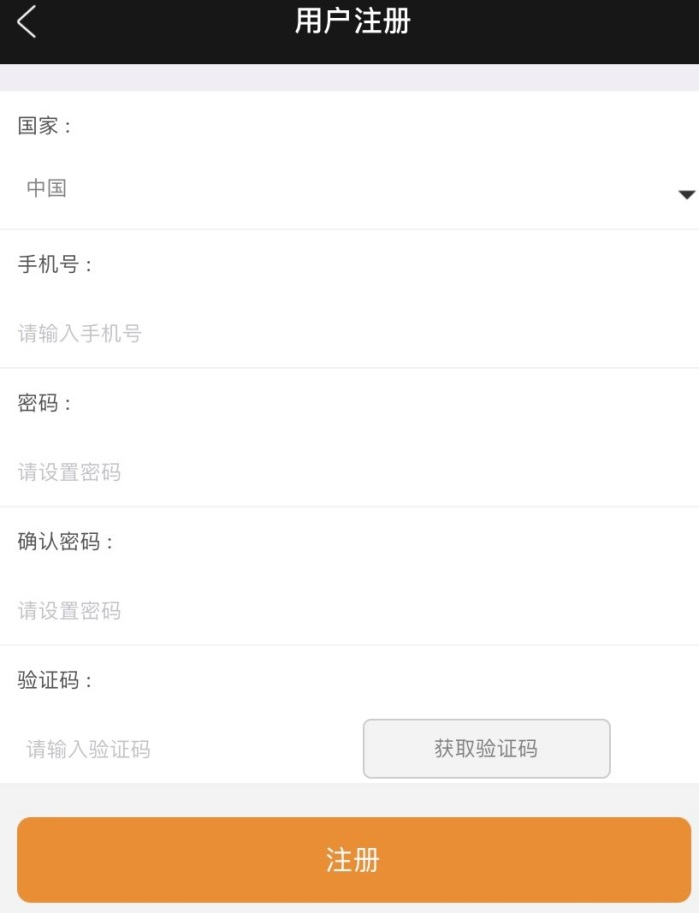 用户注册
国家：
中国
手机号：
请输入手机号
密码：
请设置密码
确认密码：
请设置密码
验证码：
请输入验证码
获取验证码
注册